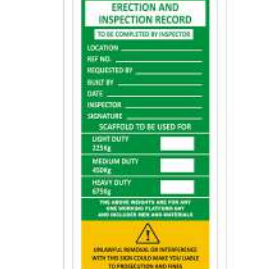 ERECTION AND
INSPECTION RECORD
TO BE COMPLETED BY INSPECTOR
LOCATION
REF NO.
REQUESTED BY
BUILT BY
DATE
INSPECTOR
SIGNATURE
SCAFFOLD TO BE USED FOR
LIGHT DUTY
225Kg
MEDIUM DUTY
450Kg
HEAVY DUTY
675Kg
THE ABOVE WEIGHTS ARE FOR ANY
ONE WORKING PLATFORM BAY
AND INCLUDES MEN AND MATERIALS
UNLAWFUL REMOVAL OR INTERFERENCE
WITH THIS SIGN COULD MAKE YOU LIABLE
TO PROSECUTION AND FINES